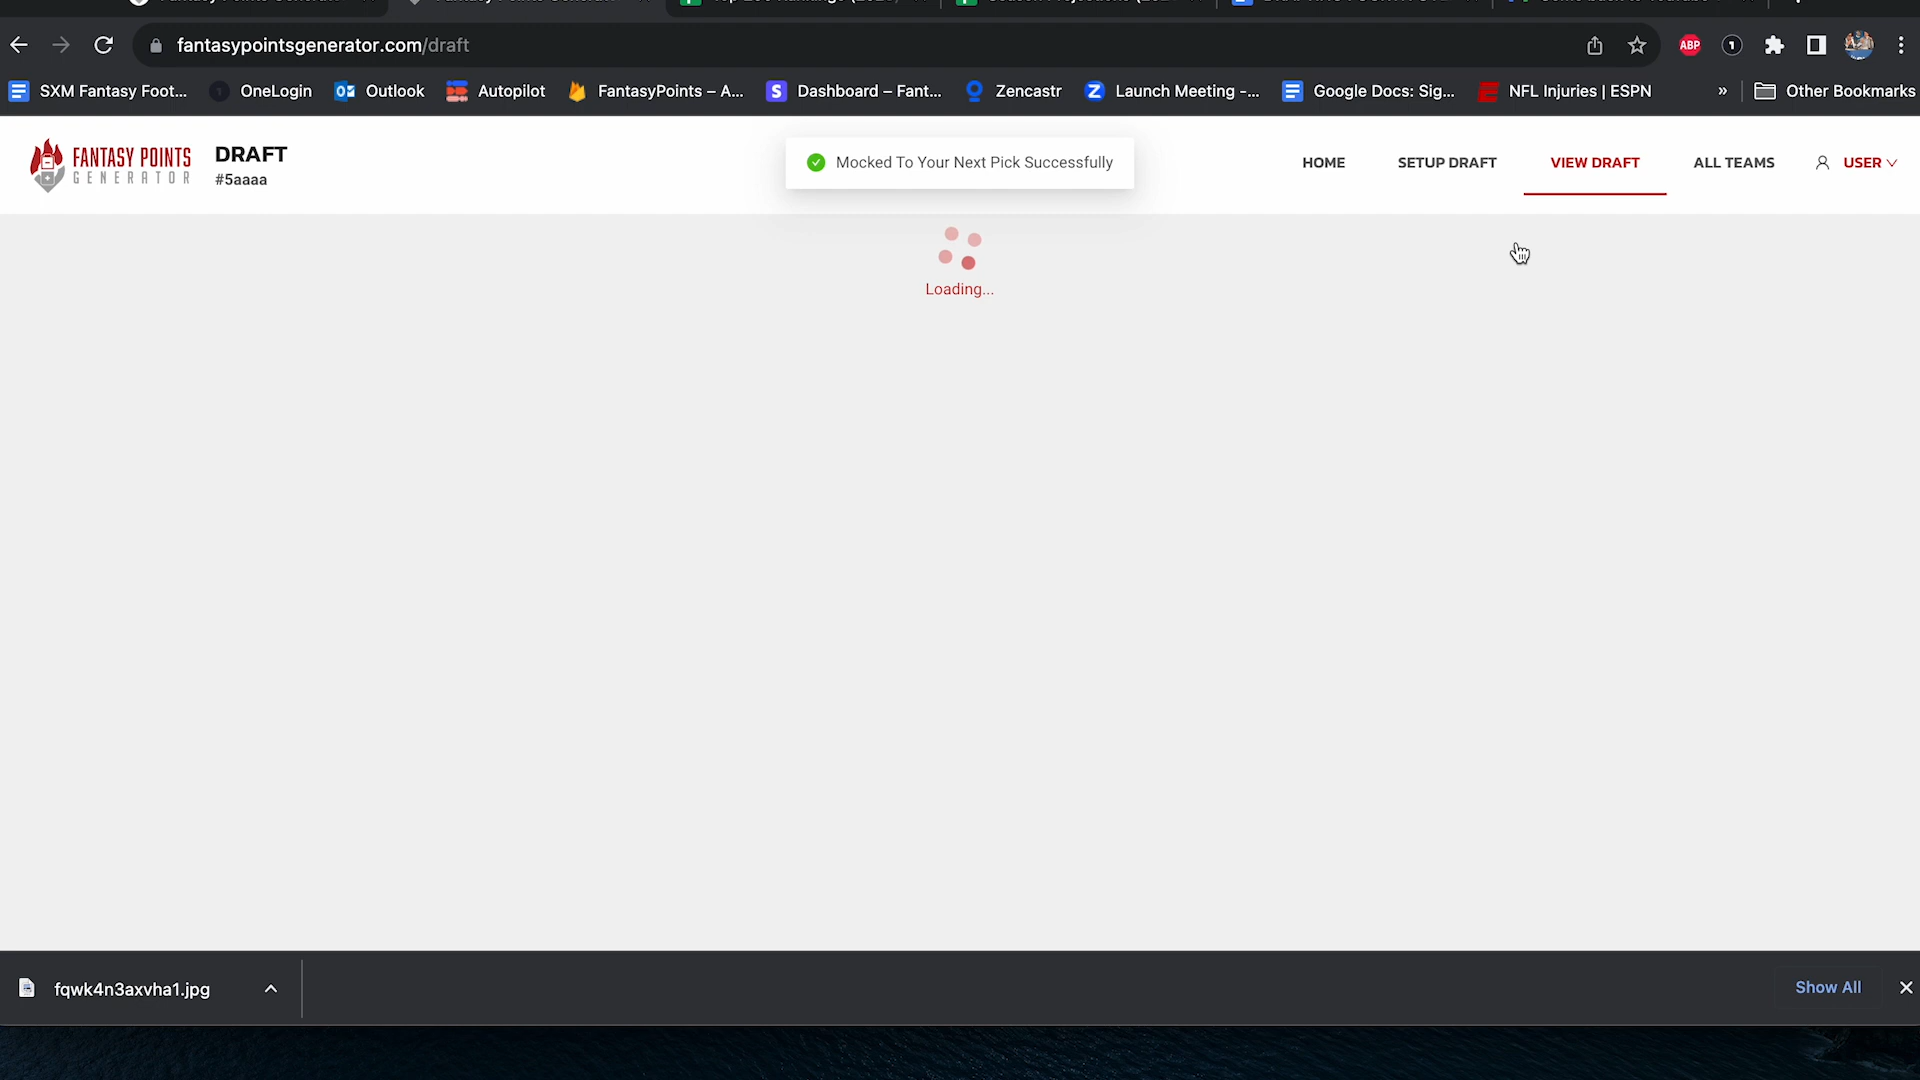 fantasypointsgenerator.com/draft
ABP
SXM Fantasy Foot...
OneLogin
Outlook
Autopilot
FantasyPoints – A...
Dashboard – Fant...
Zencastr
Launch Meeting -...
Google Docs: Sig...
NFL Injuries | ESPN
»
Other Bookmarks
FANTASY POINTS
GENERATOR
DRAFT
#5aaaa
Mocked To Your Next Pick Successfully
HOME
SETUP DRAFT
VIEW DRAFT
ALL TEAMS
USER
Loading...
fqwk4n3axvha1.jpg
Show All